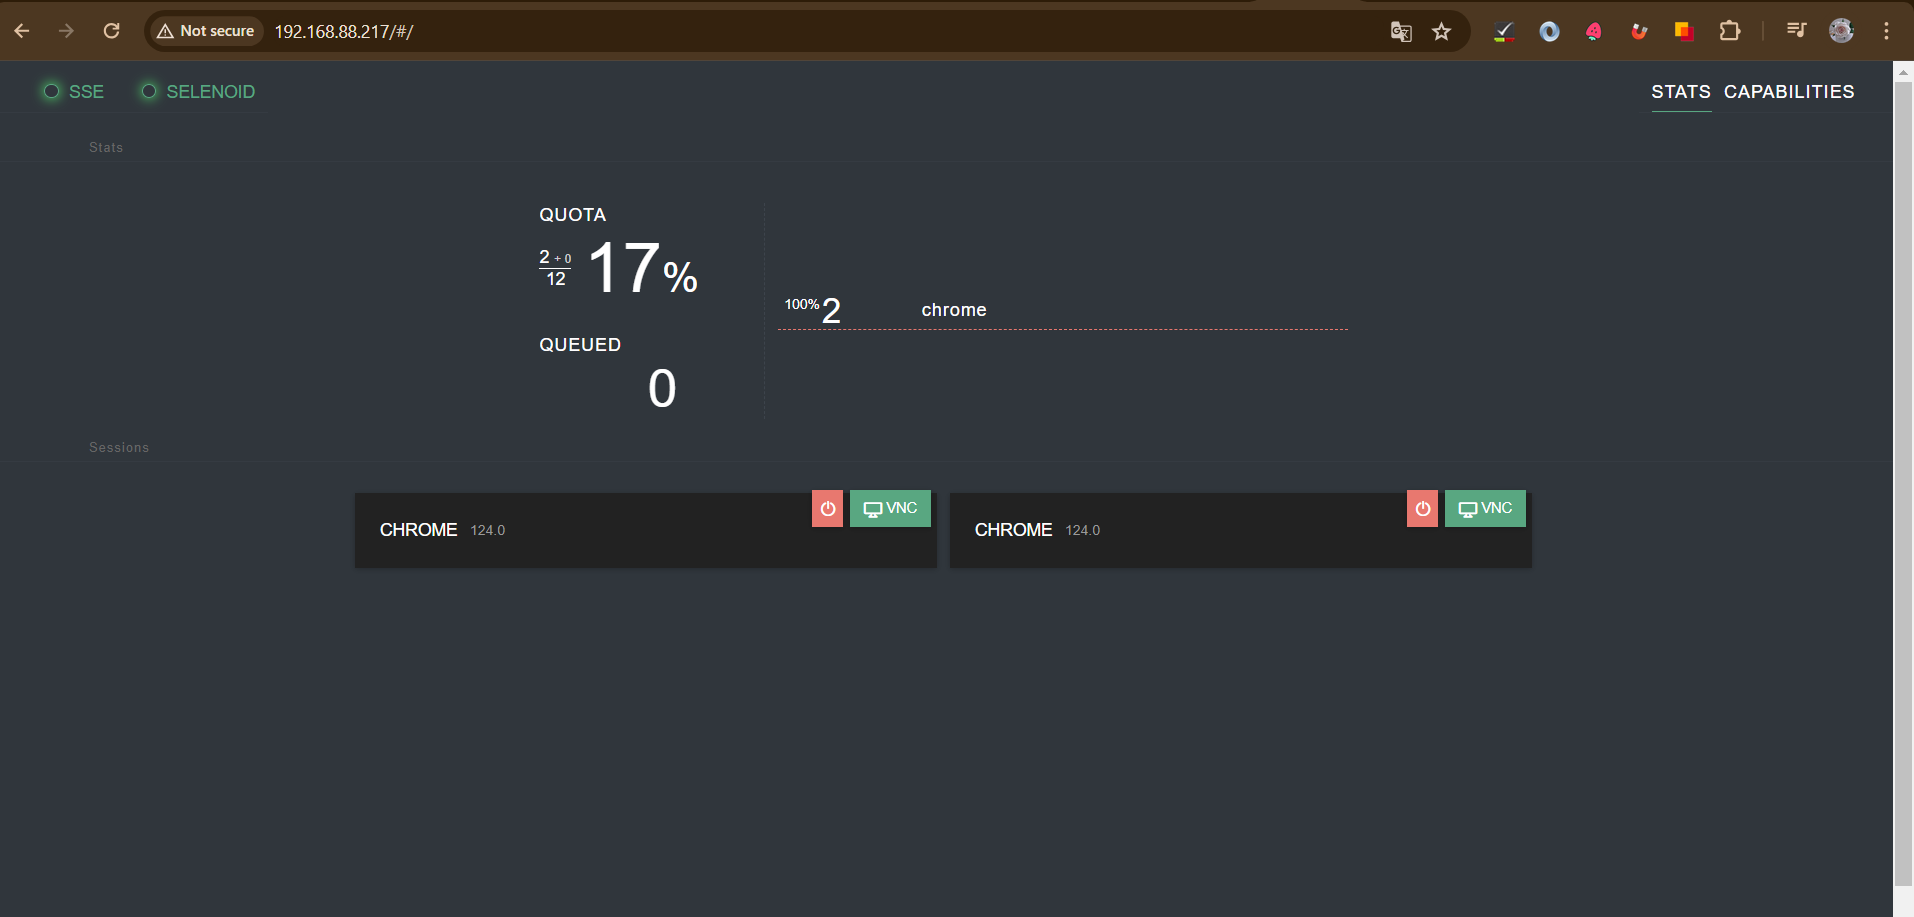 Not secure 192.168.88.217/#/
SSE SELENOID STATS CAPABILITIES
Stats
QUOTA
2 + 0
12
17%
100% 2 chrome
QUEUED
0
Sessions
CHROME 124.0 VNC
CHROME 124.0 VNC